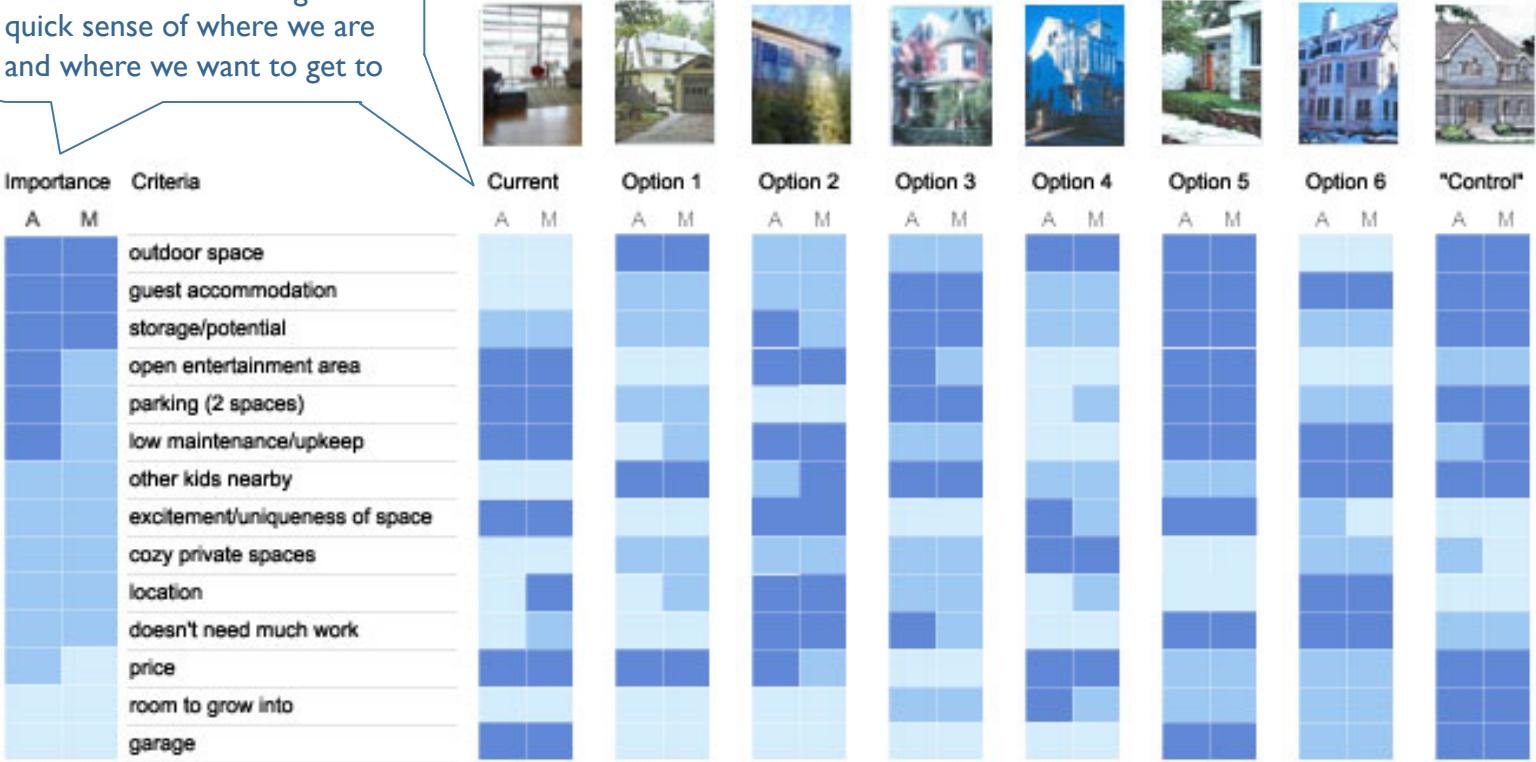 quick sense of where we are
and where we want to get to
Importance Criteria Current Option 1 Option 2 Option 3 Option 4 Option 5 Option 6 "Control"
A M A M A M A M A M A M A M A M A M
outdoor space
guest accommodation
storage/potential
open entertainment area
parking (2 spaces)
low maintenance/upkeep
other kids nearby
excitement/uniqueness of space
cozy private spaces
location
doesn't need much work
price
room to grow into
garage